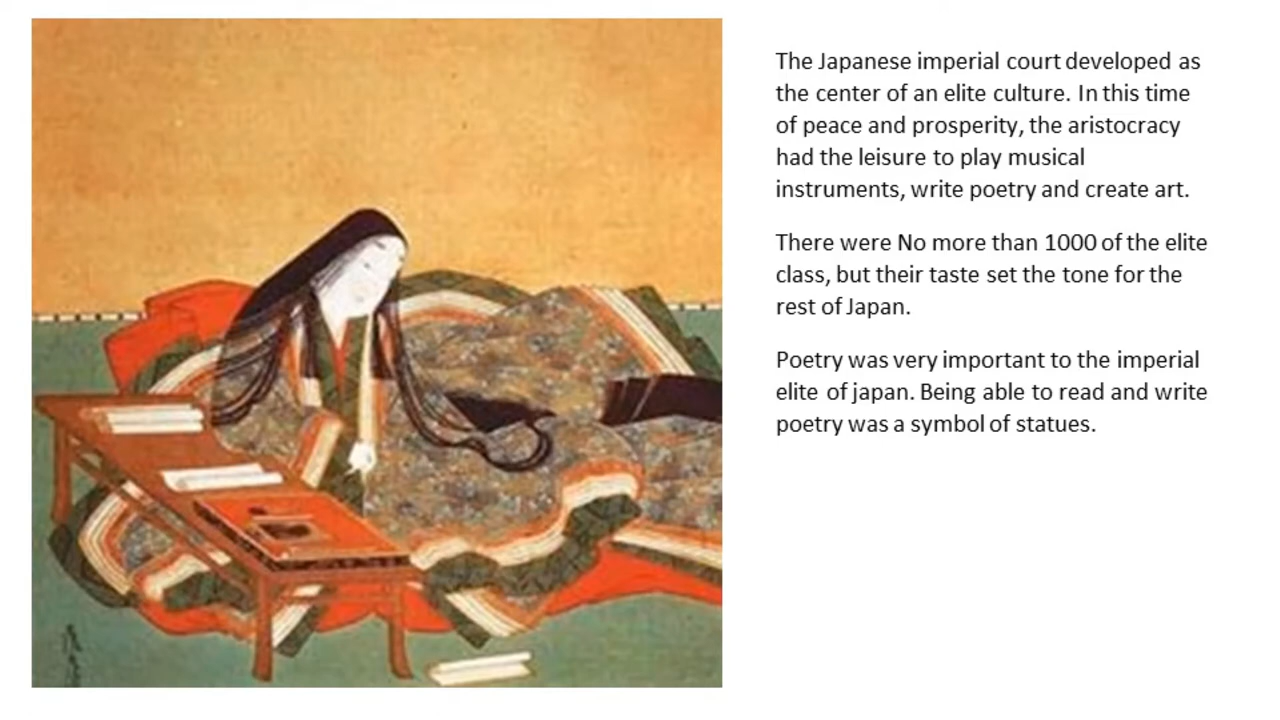 The Japanese imperial court developed as
the center of an elite culture. In this time
of peace and prosperity, the aristocracy
had the leisure to play musical
instruments, write poetry and create art.
There were No more than 1000 of the elite
class, but their taste set the tone for the
rest of Japan.
Poetry was very important to the imperial
elite of japan. Being able to read and write
poetry was a symbol of statues.